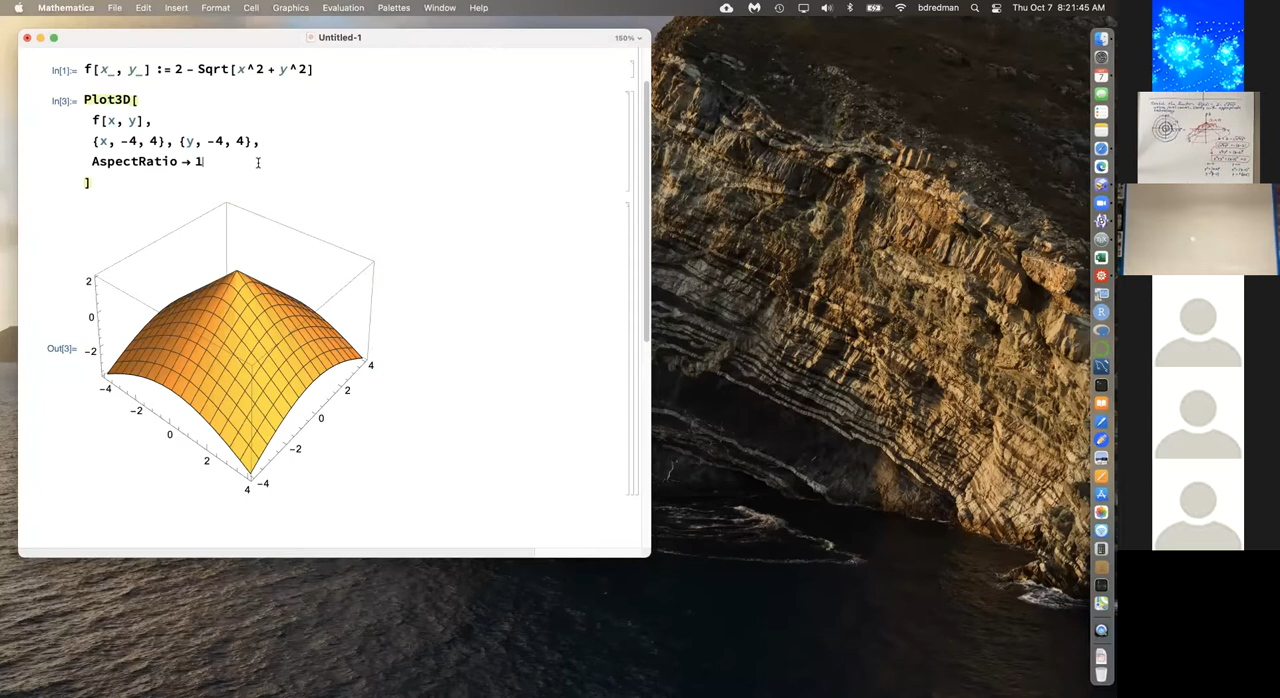 Mathematica File Edit Insert Format Cell Graphics Evaluation Palettes Window Help bdredman Thu Oct 7 8:21:45 AM
Untitled-1
150%
In[1]:= f[x_, y_] := 2 - Sqrt[x^2 + y^2]
In[3]:= Plot3D[
f[x, y],
{x, -4, 4}, {y, -4, 4},
AspectRatio → 1
]
Out[3]=
2
0
-2
-4
-2
0
2
4
-4
-2
0
2
4